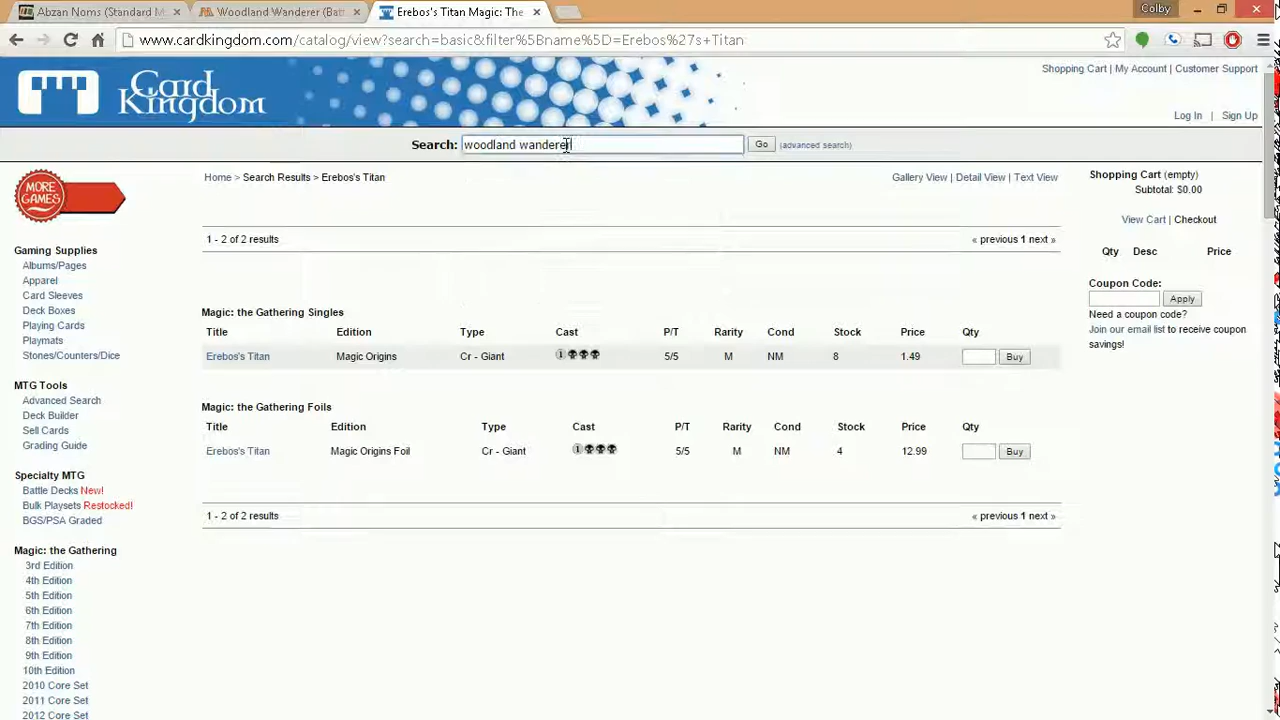 Abzan Noms (Standard M
Woodland Wanderer (Batt
Erebos's Titan Magic: The
Colby
www.cardkingdom.com/catalog/view?search=basic&filter%5Bname%5D=Erebos%27s+Titan
Card Kingdom
Shopping Cart | My Account | Customer Support
Log In | Sign Up
Search: woodland wanderer Go (advanced search)
MORE GAMES
Home > Search Results > Erebos's Titan
Gallery View | Detail View | Text View
Shopping Cart (empty)
Subtotal: $0.00
View Cart | Checkout
Qty Desc Price
Coupon Code:
Apply
Need a coupon code?
Join our email list to receive coupon
savings!
1 - 2 of 2 results « previous 1 next »
Magic: the Gathering Singles
Title Edition Type Cast P/T Rarity Cond Stock Price Qty
Erebos's Titan Magic Origins Cr - Giant 1 5/5 M NM 8 1.49 Buy
Magic: the Gathering Foils
Title Edition Type Cast P/T Rarity Cond Stock Price Qty
Erebos's Titan Magic Origins Foil Cr - Giant 1 5/5 M NM 4 12.99 Buy
1 - 2 of 2 results « previous 1 next »
Gaming Supplies
Albums/Pages
Apparel
Card Sleeves
Deck Boxes
Playing Cards
Playmats
Stones/Counters/Dice
MTG Tools
Advanced Search
Deck Builder
Sell Cards
Grading Guide
Specialty MTG
Battle Decks New!
Bulk Playsets Restocked!
BGS/PSA Graded
Magic: the Gathering
3rd Edition
4th Edition
5th Edition
6th Edition
7th Edition
8th Edition
9th Edition
10th Edition
2010 Core Set
2011 Core Set
2012 Core Set